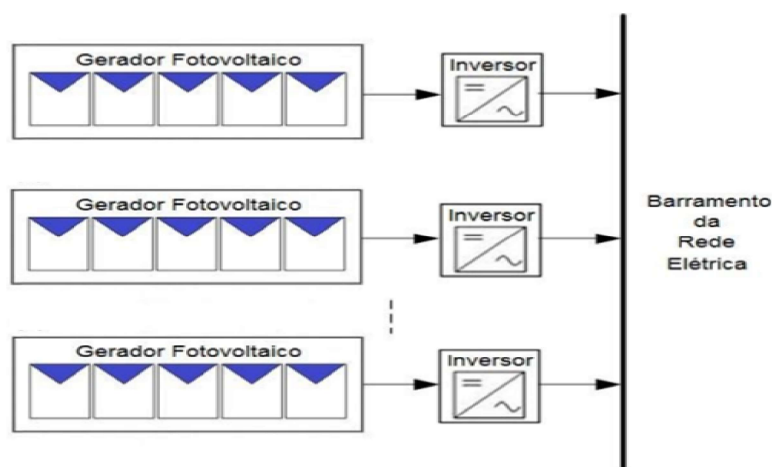 Gerador Fotovoltaico
Inversor
Gerador Fotovoltaico
Inversor
Barramento
da
Rede
Elétrica
Gerador Fotovoltaico
Inversor